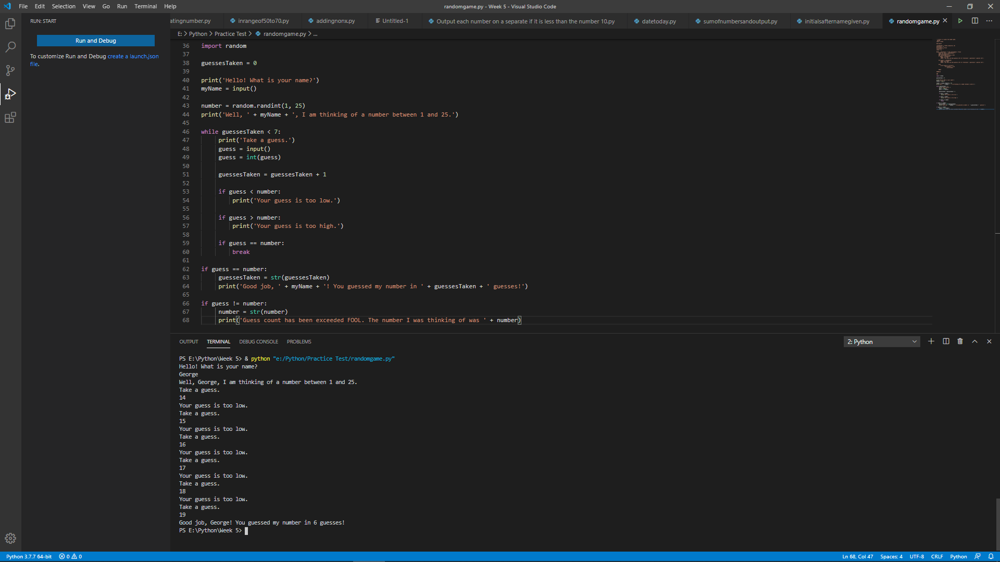 File Edit Selection View Go Run Terminal Help
randomgame.py - Week 5 - Visual Studio Code
RUN: START
atingnumber.py inrangeof50to70.py addingnonx.py Untitled-1 Output each number on a separate if it is less than the number 10.py datetoday.py sumofnumbersandoutput.py initialsafternamegiven.py randomgame.py
E: > Python > Practice Test > randomgame.py > ...
Run and Debug
To customize Run and Debug create a launch.json
file.
36 import random
37
38 guessesTaken = 0
39
40 print('Hello! What is your name?')
41 myName = input()
42
43 number = random.randint(1, 25)
44 print('Well, ' + myName + ', I am thinking of a number between 1 and 25.')
45
46 while guessesTaken < 7:
47     print('Take a guess.')
48     guess = input()
49     guess = int(guess)
50
51     guessesTaken = guessesTaken + 1
52
53     if guess < number:
54         print('Your guess is too low.')
55
56     if guess > number:
57         print('Your guess is too high.')
58
59     if guess == number:
60         break
61
62 if guess == number:
63     guessesTaken = str(guessesTaken)
64     print('Good job, ' + myName + '! You guessed my number in ' + guessesTaken + ' guesses!')
65
66 if guess != number:
67     number = str(number)
68     print('Guess count has been exceeded FOOL. The number I was thinking of was ' + number)
OUTPUT TERMINAL DEBUG CONSOLE PROBLEMS
2: Python
PS E:\Python\Week 5> & python "e:/Python/Practice Test/randomgame.py"
Hello! What is your name?
George
Well, George, I am thinking of a number between 1 and 25.
Take a guess.
14
Your guess is too low.
Take a guess.
15
Your guess is too low.
Take a guess.
16
Your guess is too low.
Take a guess.
17
Your guess is too low.
Take a guess.
18
Your guess is too low.
Take a guess.
19
Good job, George! You guessed my number in 6 guesses!
PS E:\Python\Week 5>
Python 3.7.7 64-bit 0 0
Ln 68, Col 47 Spaces: 4 UTF-8 CRLF Python